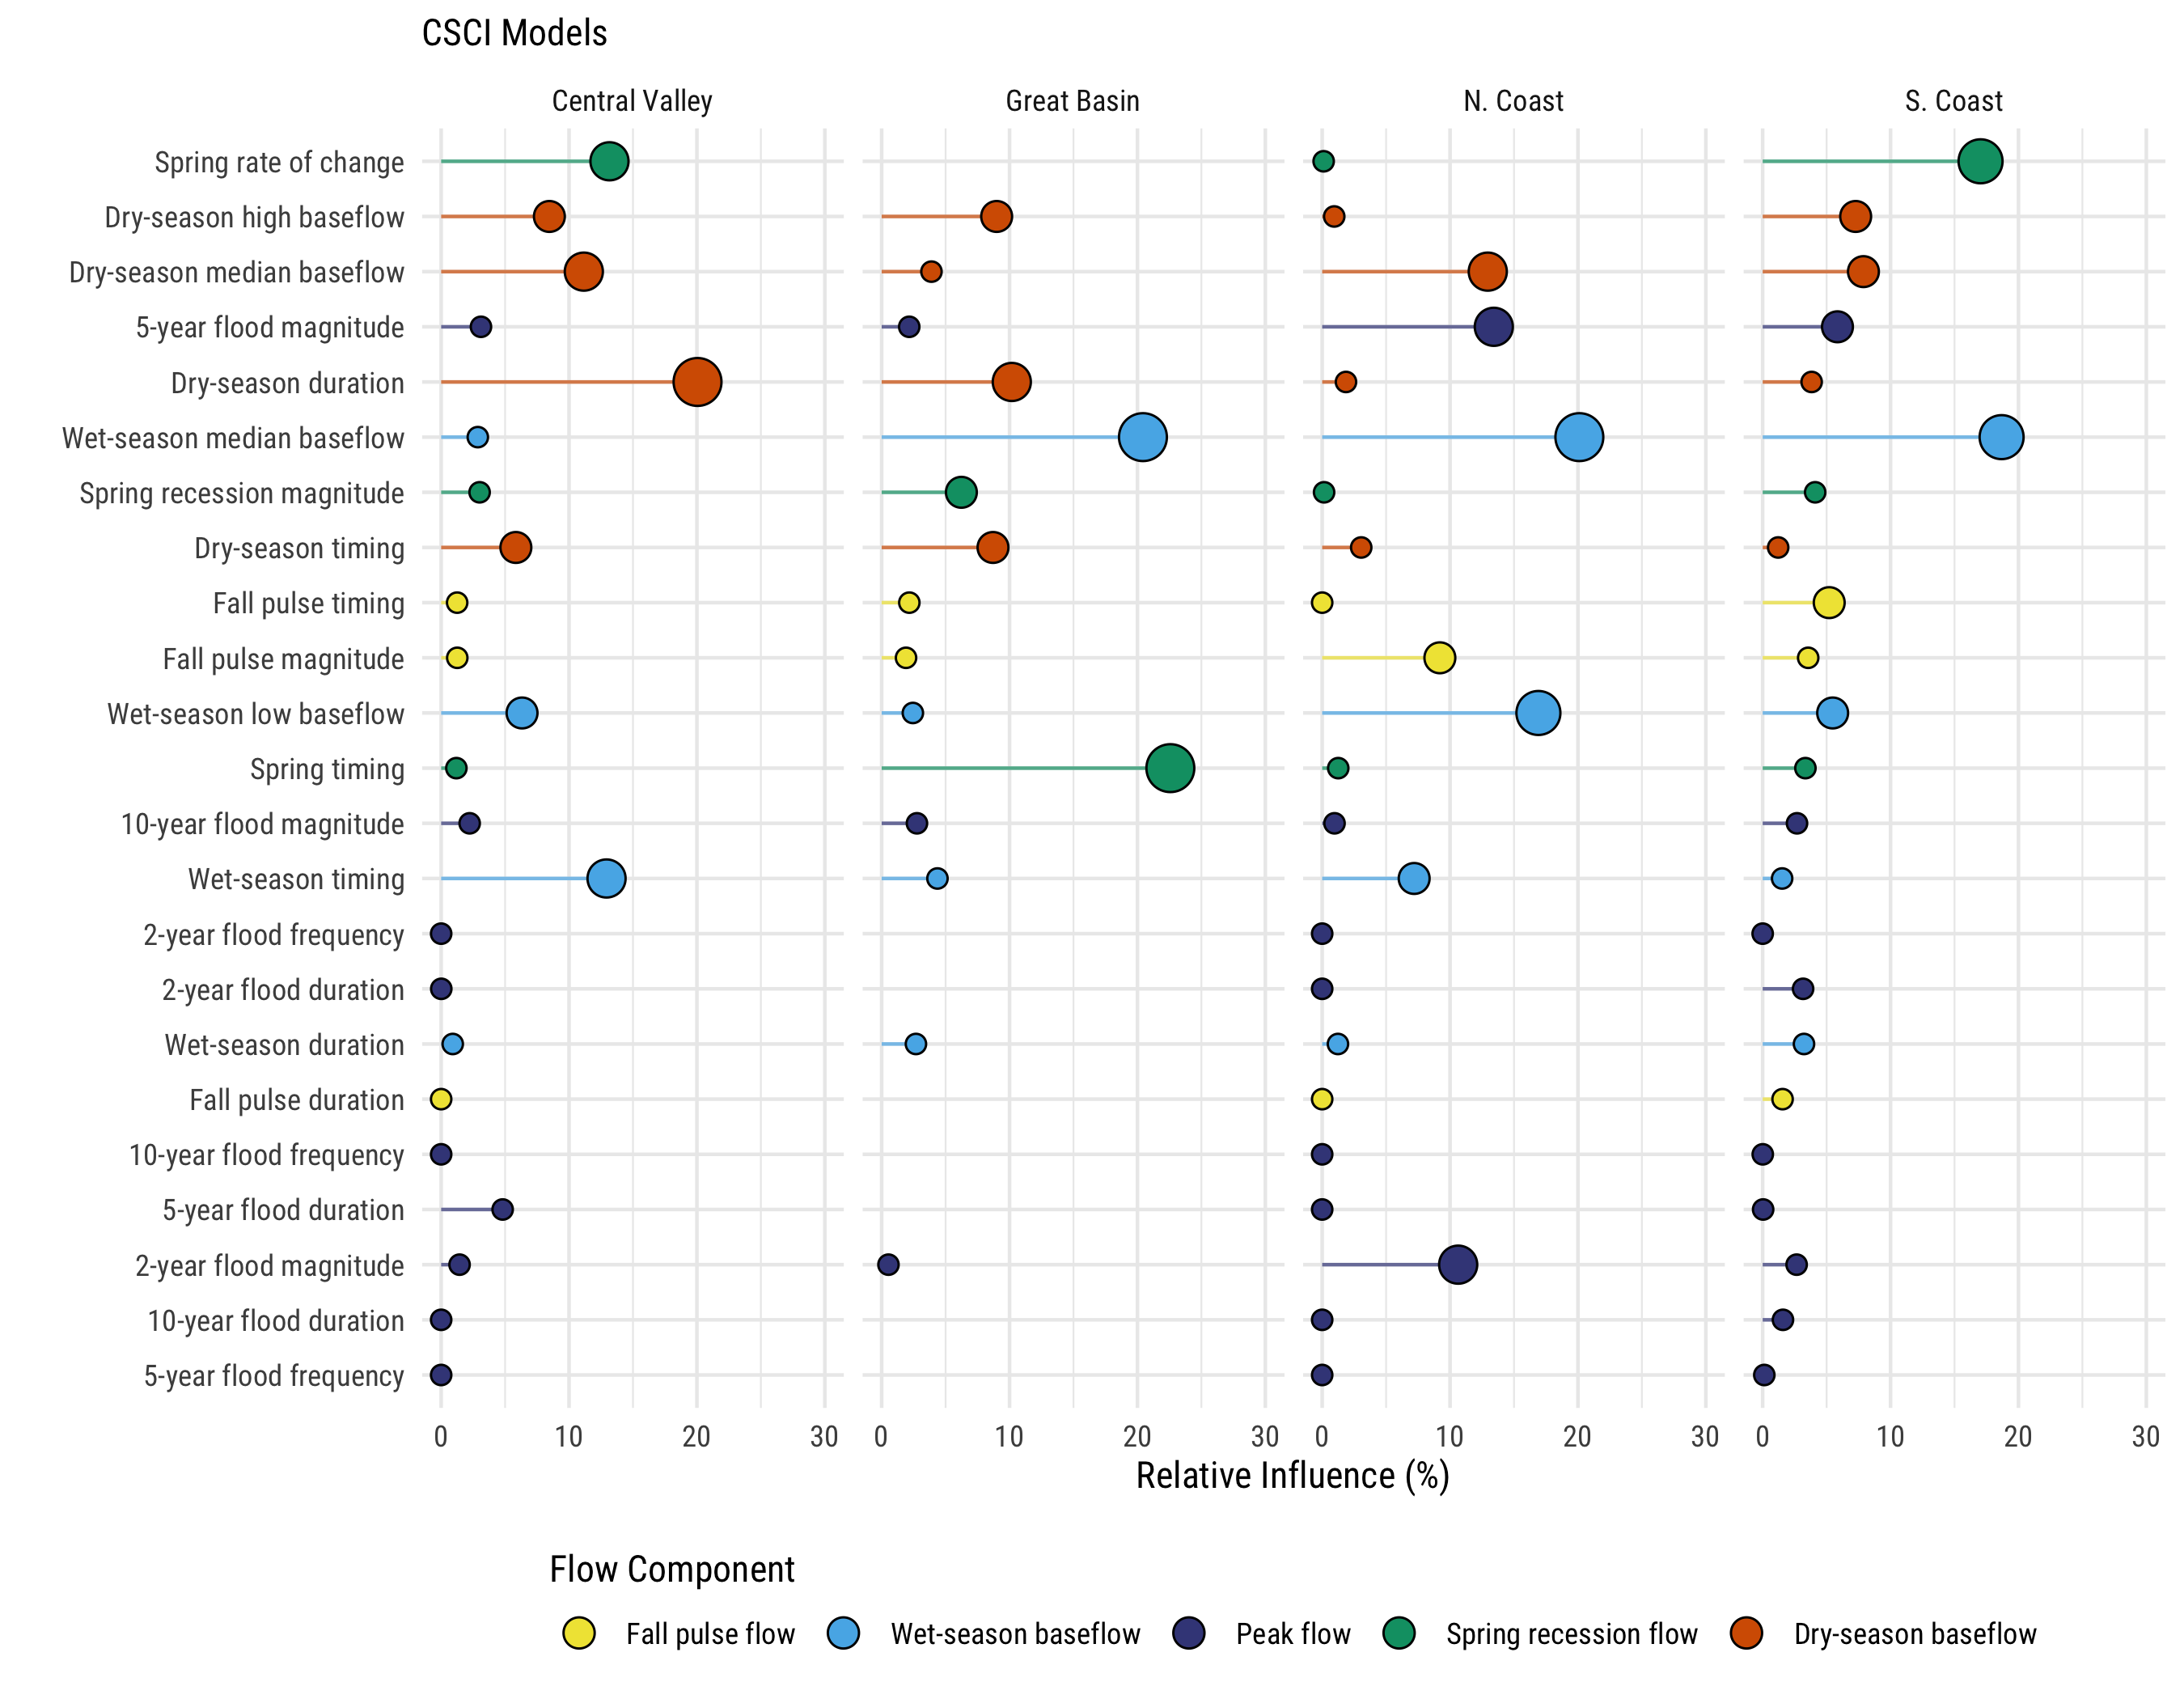 CSCI Models
Central Valley Great Basin N. Coast S. Coast
Spring rate of change
Dry-season high baseflow
Dry-season median baseflow
5-year flood magnitude
Dry-season duration
Wet-season median baseflow
Spring recession magnitude
Dry-season timing
Fall pulse timing
Fall pulse magnitude
Wet-season low baseflow
Spring timing
10-year flood magnitude
Wet-season timing
2-year flood frequency
2-year flood duration
Wet-season duration
Fall pulse duration
10-year flood frequency
5-year flood duration
2-year flood magnitude
10-year flood duration
5-year flood frequency
0 10 20 30 0 10 20 30 0 10 20 30 0 10 20 30
Relative Influence (%)
Flow Component
Fall pulse flow Wet-season baseflow Peak flow Spring recession flow Dry-season baseflow